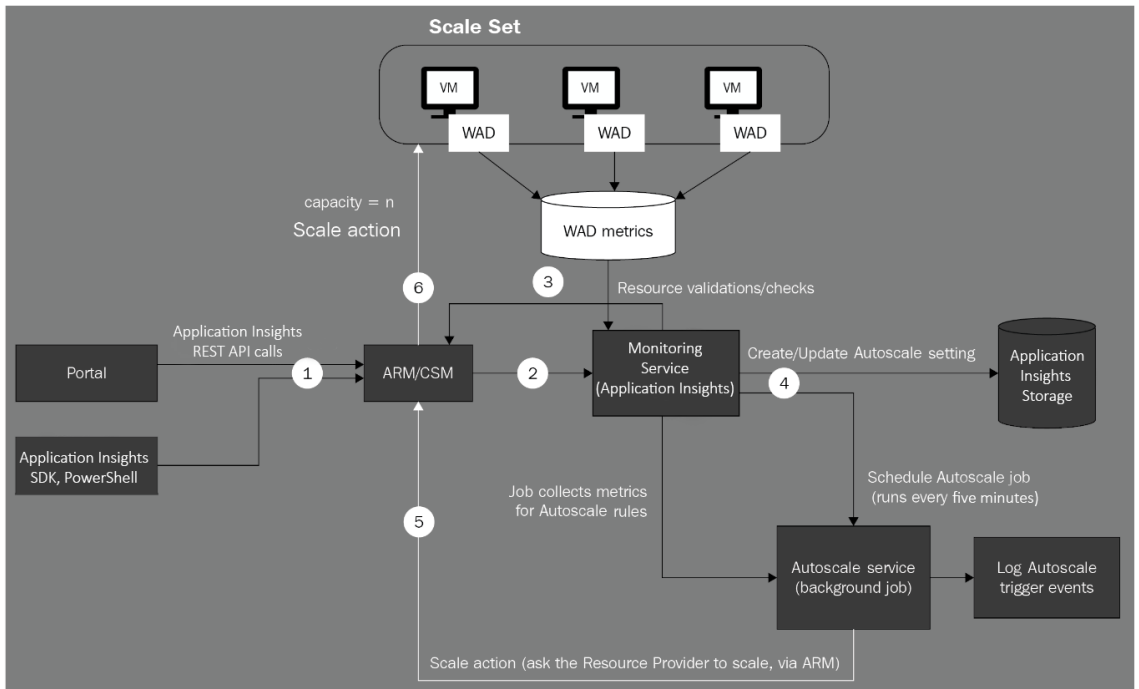 Scale Set
VM
VM
VM
WAD
WAD
WAD
capacity = n
Scale action
WAD metrics
6
3
Resource validations/checks
Application Insights
REST API calls
Portal
1
ARM/CSM
2
Monitoring
Service
(Application Insights)
Create/Update Autoscale setting
4
Application
Insights
Storage
Application Insights
SDK, PowerShell
Job collects metrics
for Autoscale rules
Schedule Autoscale job
(runs every five minutes)
5
Autoscale service
(background job)
Log Autoscale
trigger events
Scale action (ask the Resource Provider to scale, via ARM)